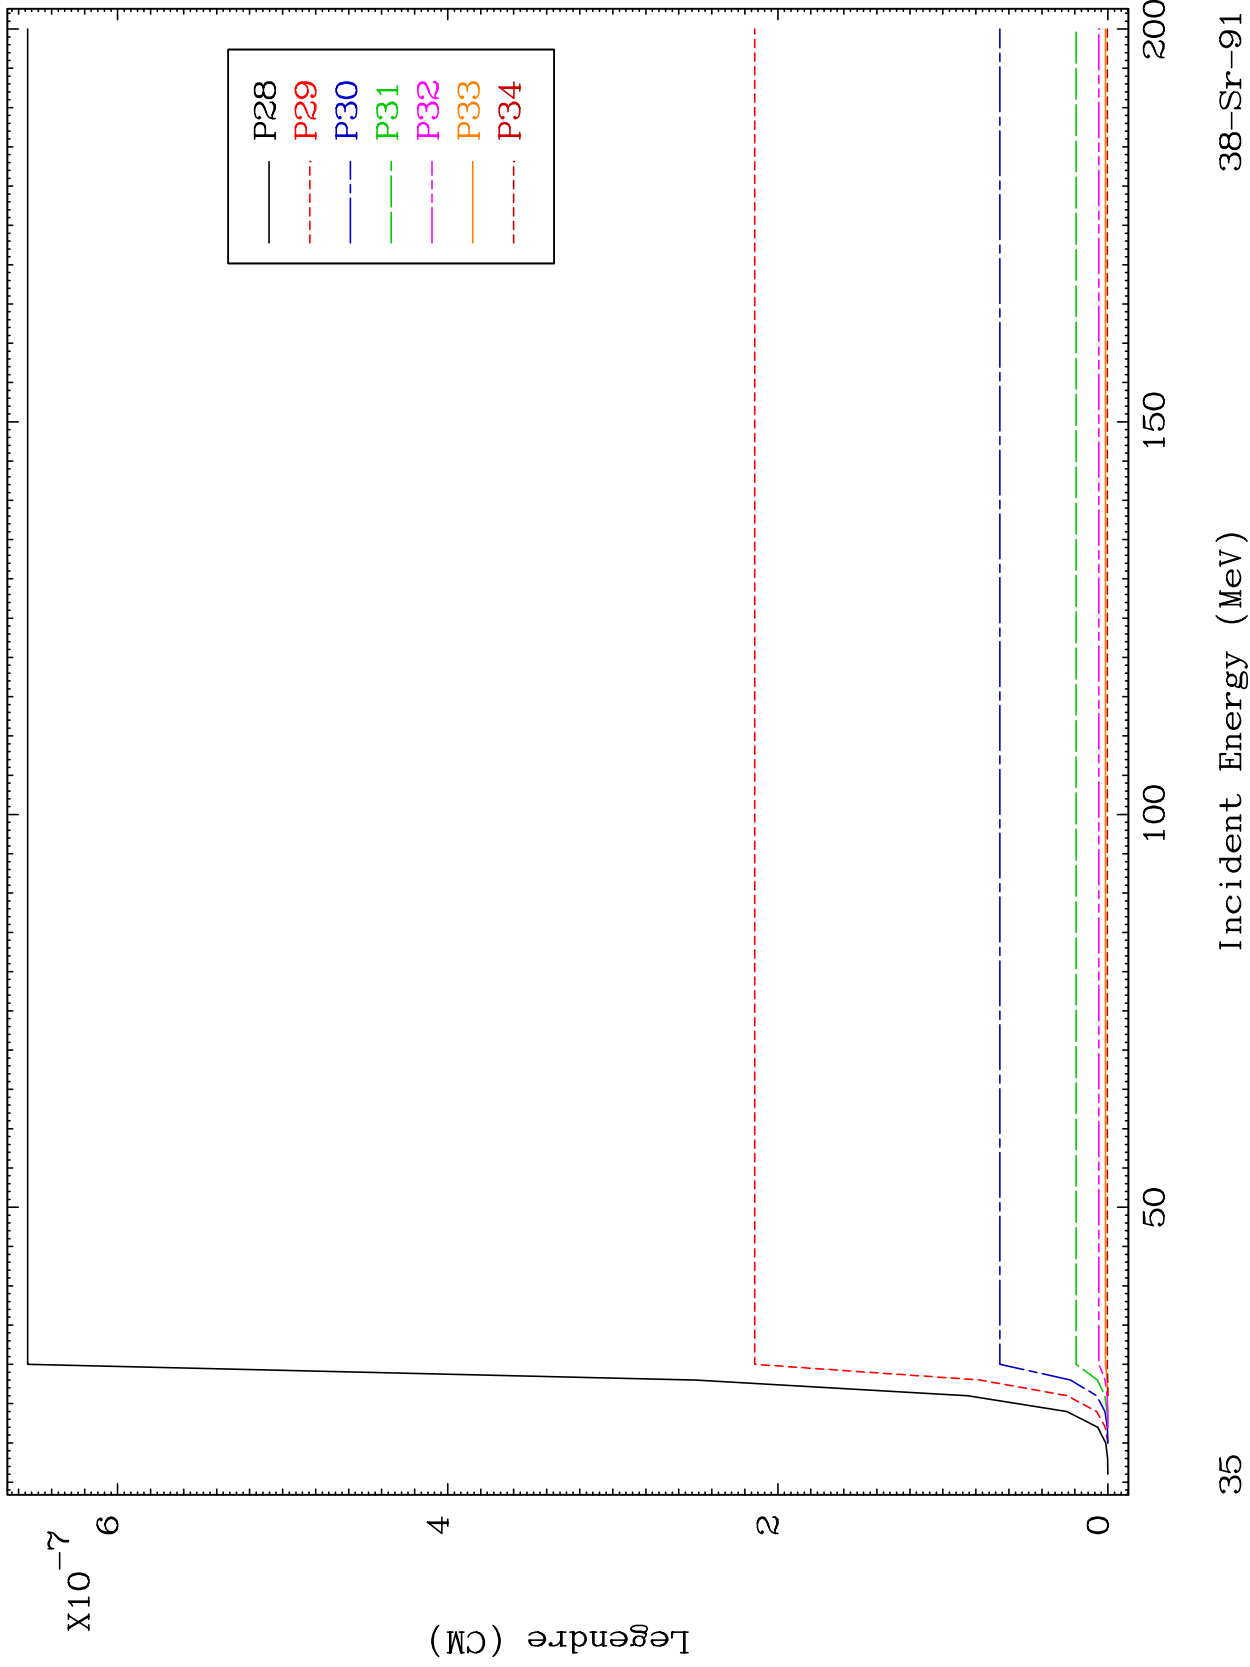 X10-7
6
4
2
0
Legendre (CM)
P28
P29
P30
P31
P32
P33
P34
50
100
150
200
35
Incident Energy (MeV)
38-Sr-91